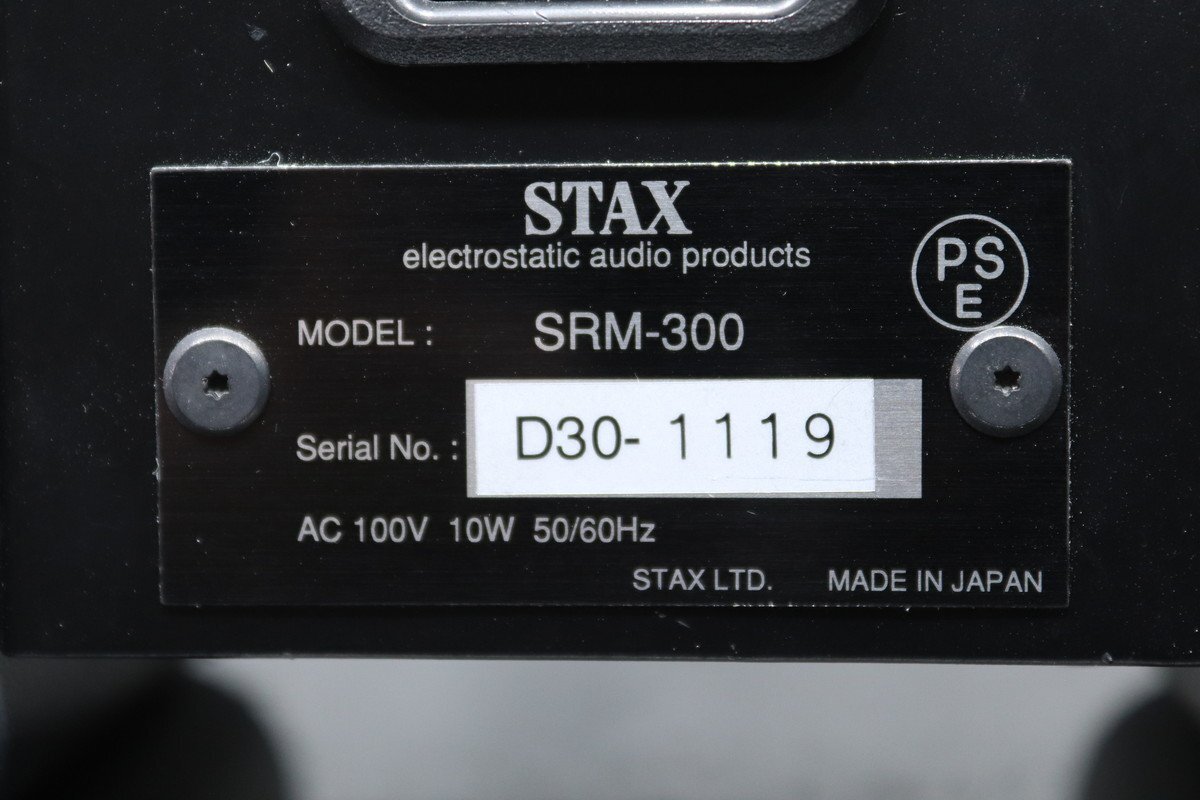 STAX
electrostatic audio products
PS
E
MODEL : SRM-300
Serial No. : D30- 1119
AC 100V 10W 50/60Hz
STAX LTD. MADE IN JAPAN